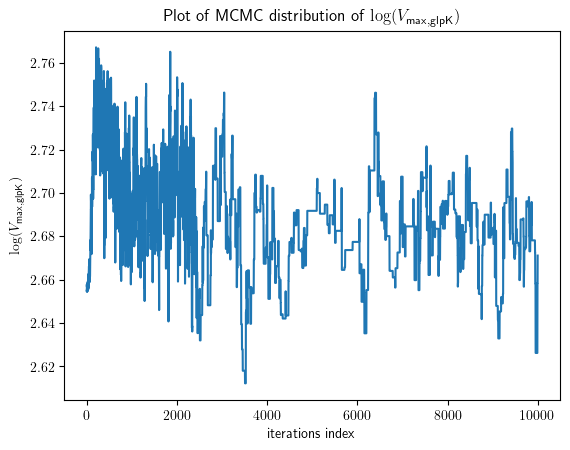 Plot of MCMC distribution of log(V_max,glpK)
log(V_max,glpK)
2.76
2.74
2.72
2.70
2.68
2.66
2.64
2.62
0 2000 4000 6000 8000 10000
iterations index